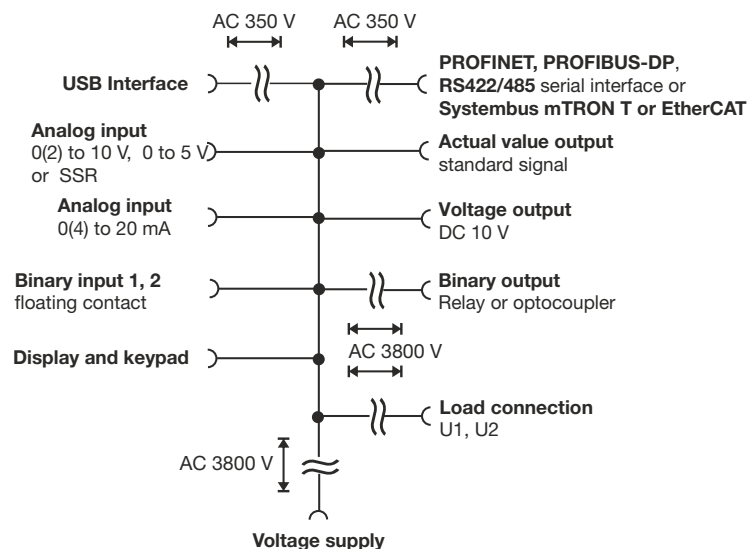 AC 350 V
AC 350 V
USB Interface
PROFINET, PROFIBUS-DP,
RS422/485 serial interface or
Systembus mTRON T or EtherCAT
Analog input
0(2) to 10 V, 0 to 5 V
or SSR
Actual value output
standard signal
Analog input
0(4) to 20 mA
Voltage output
DC 10 V
Binary input 1, 2
floating contact
Binary output
Relay or optocoupler
Display and keypad
AC 3800 V
Load connection
U1, U2
AC 3800 V
Voltage supply